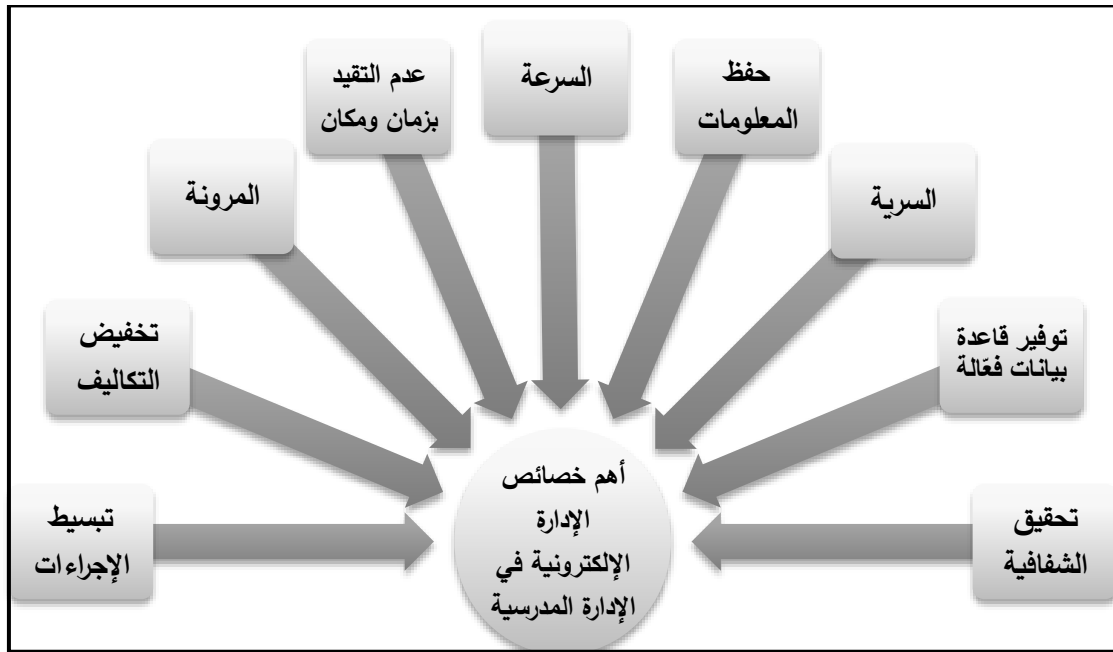 السرعة
حفظ
المعلومات
عدم التقيد
بزمان ومكان
السرية
المرونة
توفير قاعدة
بيانات فعّالة
تخفيض
التكاليف
تحقيق
الشفافية
تبسيط
الإجراءات
أهم خصائص
الإدارة
الإلكترونية في
الإدارة المدرسية